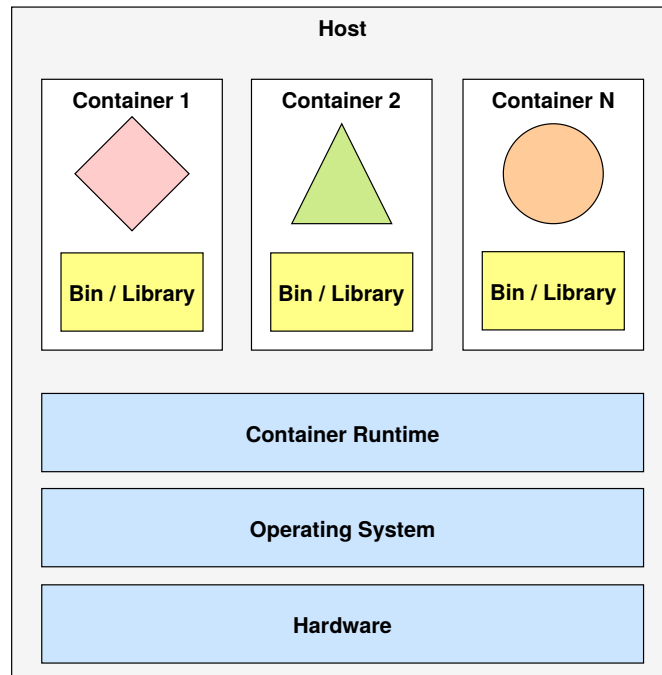 Host
Container 1
Container 2
Container N
Bin / Library
Bin / Library
Bin / Library
Container Runtime
Operating System
Hardware